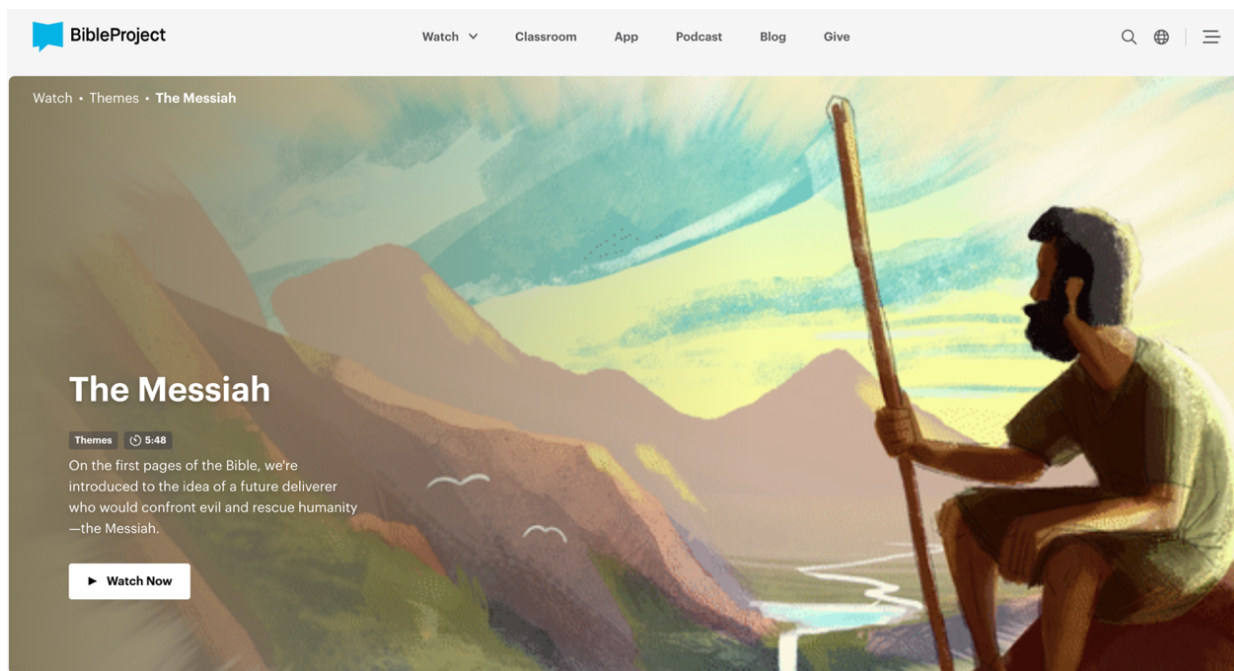 BibleProject
Watch Classroom App Podcast Blog Give
Watch • Themes • The Messiah
The Messiah
Themes 5:48
On the first pages of the Bible, we're
introduced to the idea of a future deliverer
who would confront evil and rescue humanity
—the Messiah.
Watch Now